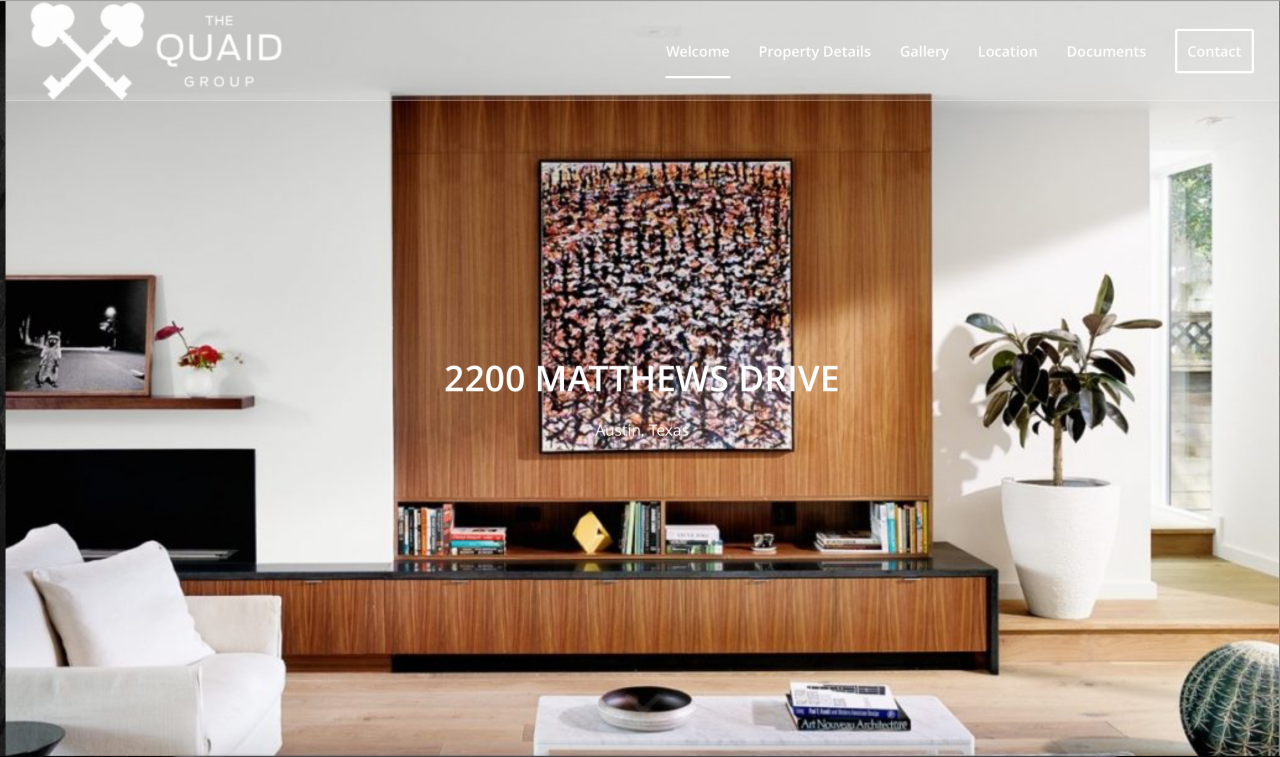 THE
QUAID
GROUP
Welcome Property Details Gallery Location Documents Contact
2200 MATTHEWS DRIVE
Austin, Texas
Art Nouveau Architecture